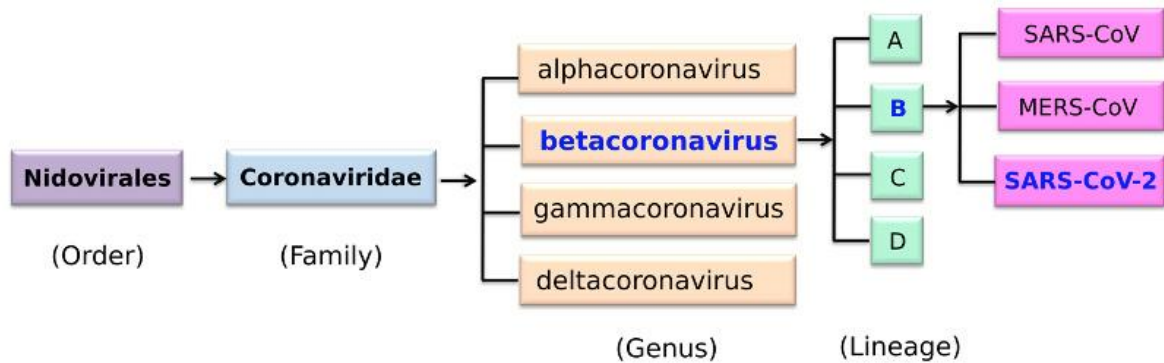 Nidovirales
(Order)
Coronaviridae
(Family)
alphacoronavirus
betacoronavirus
gammacoronavirus
deltacoronavirus
(Genus)
A
B
C
D
(Lineage)
SARS-CoV
MERS-CoV
SARS-CoV-2